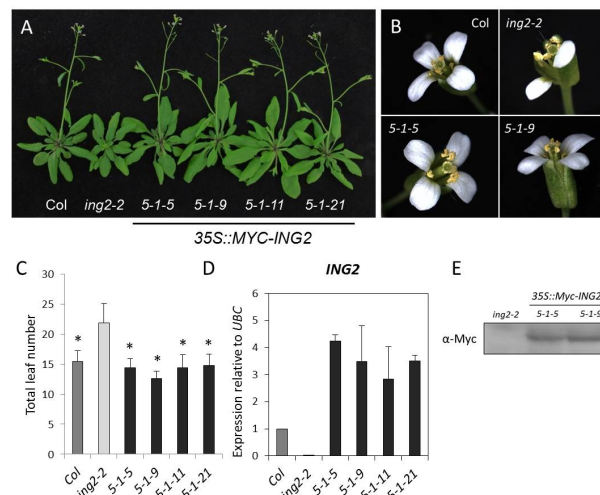 A
Col
ing2-2
5-1-5
5-1-9
5-1-11
5-1-21
35S::MYC-ING2
B
Col
ing2-2
5-1-5
5-1-9
C
Total leaf number
30
25
20
15
10
5
0
*
*
*
*
*
Col
ing2-2
5-1-5
5-1-9
5-1-11
5-1-21
D
ING2
Expression relative to UBC
6
5
4
3
2
1
0
Col
ing2-2
5-1-5
5-1-9
5-1-11
5-1-21
E
35S::Myc-ING2
ing2-2
5-1-5
5-1-9
α-Myc